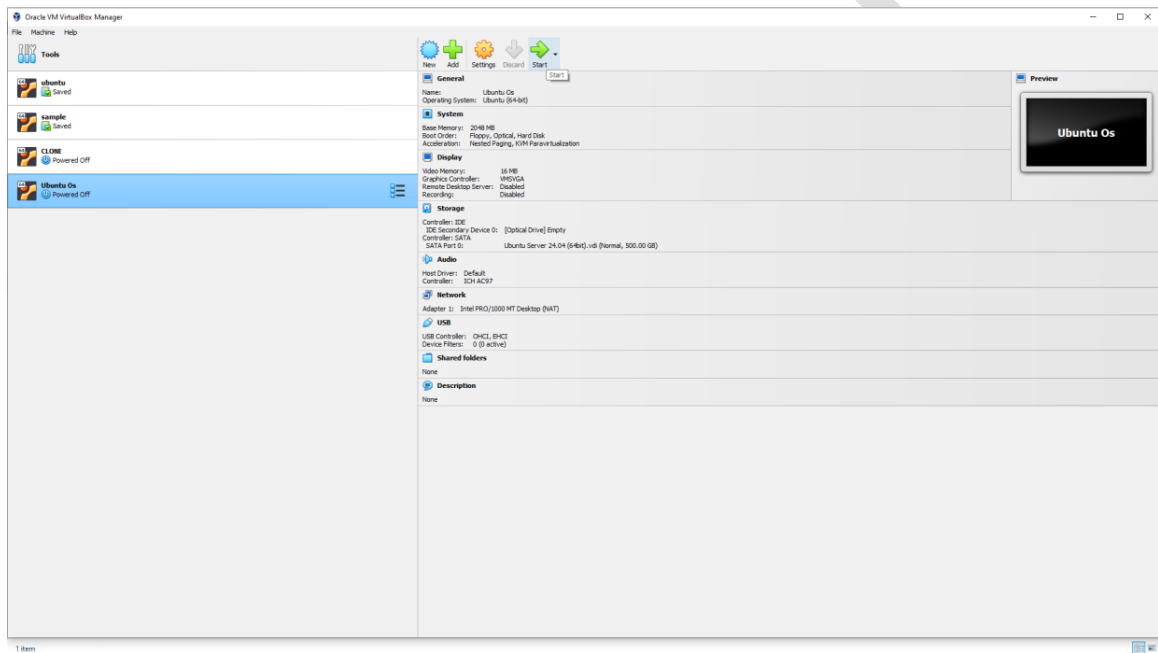 Oracle VM VirtualBox Manager
File Machine Help
Tools
New Add Settings Discard Start
Start
ubuntu
Saved
sample
Saved
CLONE
Powered Off
Ubuntu Os
Powered Off
General
Name: Ubuntu Os
Operating System: Ubuntu (64-bit)
System
Base Memory: 2048 MB
Boot Order: Floppy, Optical, Hard Disk
Acceleration: Nested Paging, KVM Paravirtualization
Display
Video Memory: 16 MB
Graphics Controller: VMSVGA
Remote Desktop Server: Disabled
Recording: Disabled
Storage
Controller: IDE
IDE Secondary Device 0: [Optical Drive] Empty
Controller: SATA
SATA Port 0: Ubuntu Server 24.04 (64bit).vdi (Normal, 500.00 GB)
Audio
Host Driver: Default
Controller: ICH AC97
Network
Adapter 1: Intel PRO/1000 MT Desktop (NAT)
USB
USB Controller: OHCI, EHCI
Device Filters: 0 (0 active)
Shared folders
None
Description
None
Preview
Ubuntu Os
1 item